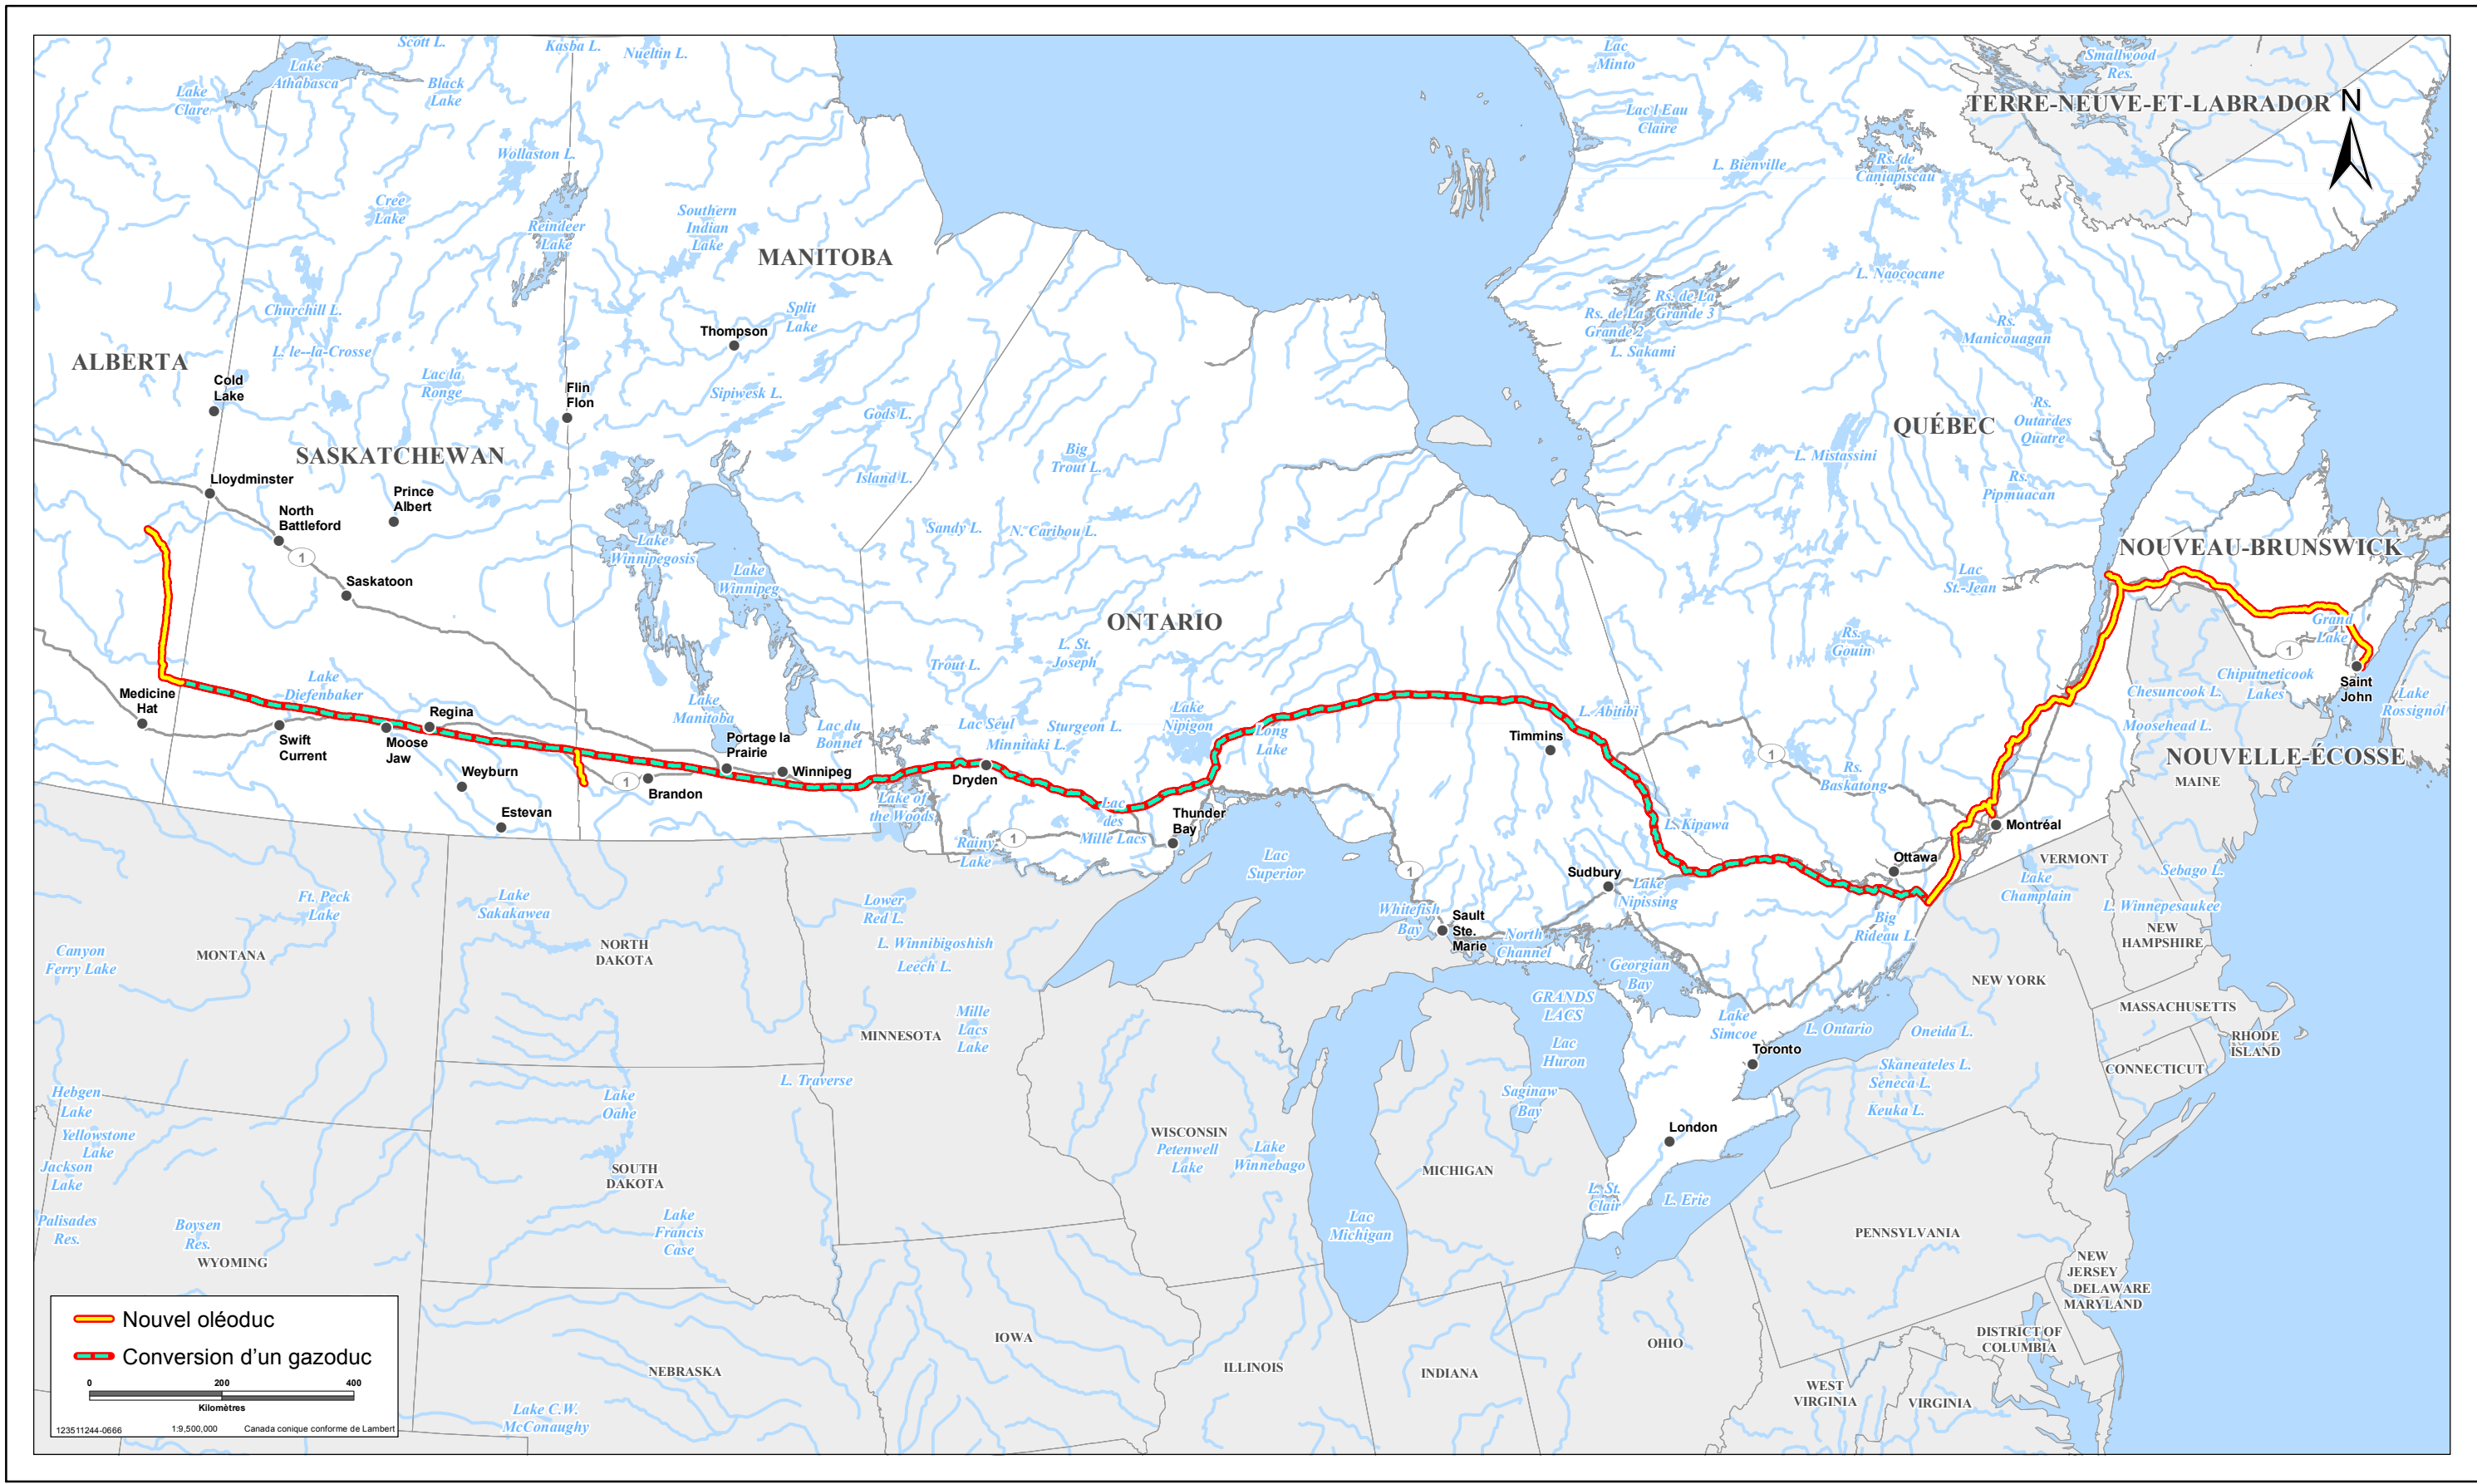 Scott L.
Kasba L.
Nueltin L.
Lac
Minto
Smallwood
Res.
Lake
Athabasca
Black
Lake
Lake
Clare
TERRE-NEUVE-ET-LABRADOR
N
Lac l Eau
Claire
Wollaston L.
L. Bienville
Rs. de
Caniapiscau
Cree
Lake
Reindeer
Lake
Southern
Indian
Lake
MANITOBA
L. Naococane
Churchill L.
Split
Lake
Thompson
Rs. de La
Grande 3
Rs. de La
Grande 2
L. Sakami
Rs.
Manicouagan
ALBERTA
L. le--la-Crosse
Cold
Lake
Lac la
Ronge
Flin
Flon
Sipiwesk L.
Gods L.
Rs.
Outardes
Quatre
QUÉBEC
SASKATCHEWAN
Big
Trout L.
L. Mistassini
Island L.
Rs.
Pipmuacan
Lloydminster
Prince
Albert
North
Battleford
1
Sandy L.
N. Caribou L.
Lake
Winnipegosis
Lake
Winnipeg
NOUVEAU-BRUNSWICK
Lac
St.-Jean
Saskatoon
ONTARIO
Grand
Lake
1
L. St.
Joseph
Trout L.
Rs.
Gouin
Chiputneticook
Lakes
Saint
John
Lake
Rossignol
Chesuncook L.
Moosehead L.
NOUVELLE-ÉCOSSE
MAINE
Medicine
Hat
Lake
Diefenbaker
Regina
Swift
Current
Moose
Jaw
Lake
Manitoba
Portage la
Prairie
Lac du
Bonnet
Lac Seul
Sturgeon L.
Minnitaki L.
Lake
Nipigon
Long
Lake
L. Abitibi
Timmins
1
Rs.
Baskatong
Weyburn
Estevan
1
Brandon
Winnipeg
Dryden
Lake of
the Woods
Rainy
Lake
1
Lac
des
Mille Lacs
Thunder
Bay
L. Kipawa
Montréal
Ottawa
VERMONT
Lake
Champlain
Sebago L.
L. Winnepesaukee
NEW
HAMPSHIRE
Lac
Superior
1
Sudbury
Lake
Nipissing
Whitefish
Bay
Sault
Ste.
Marie
North
Channel
Big
Rideau L.
Georgian
Bay
NEW YORK
MASSACHUSETTS
RHODE
ISLAND
CONNECTICUT
Ft. Peck
Lake
Lake
Sakakawea
Canyon
Ferry Lake
MONTANA
NORTH
DAKOTA
Lower
Red L.
L. Winnibigoshish
Leech L.
Mille
Lacs
Lake
MINNESOTA
GRANDS
LACS
Lac
Huron
Lake
Simcoe
L. Ontario
Oneida L.
Toronto
Skaneateles L.
Seneca L.
Keuka L.
Hebgen
Lake
Yellowstone
Lake
Jackson
Lake
Lake
Oahe
L. Traverse
Saginaw
Bay
London
WISCONSIN
Petenwell
Lake
Lake
Winnebago
MICHIGAN
SOUTH
DAKOTA
L. St.
Clair
L. Erie
Palisades
Res.
Boysen
Res.
WYOMING
Lake
Francis
Case
Lac
Michigan
PENNSYLVANIA
NEW
JERSEY
DELAWARE
MARYLAND
DISTRICT OF
COLUMBIA
IOWA
NEBRASKA
ILLINOIS
INDIANA
OHIO
WEST
VIRGINIA
VIRGINIA
Lake C.W.
McConaughy
Nouvel oléoduc
Conversion d'un gazoduc
0 200 400
Kilomètres
123511244-0666 1:9,500,000 Canada conique conforme de Lambert